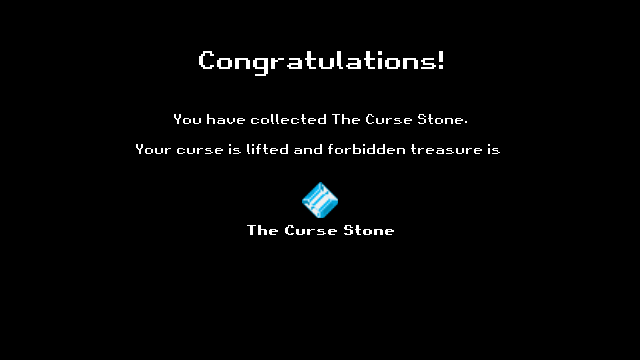 Congratulations!
You have collected The Curse Stone.
Your curse is lifted and forbidden treasure is
The Curse Stone